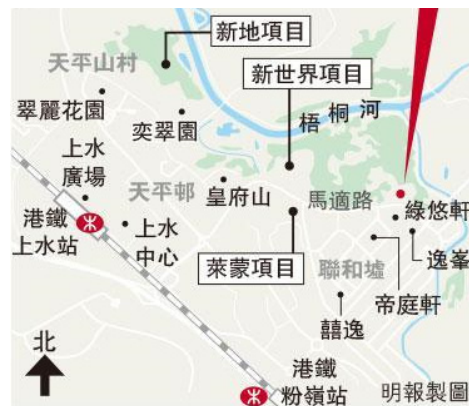 新地項目
天平山村
新世界項目
翠麗花園
奕翠園
梧桐河
上水
廣場
天平邨
皇府山
馬適路
綠悠軒
港鐵
上水站
上水
中心
萊蒙項目
聯和墟
逸峯
帝庭軒
囍逸
北
港鐵
粉嶺站
明報製圖